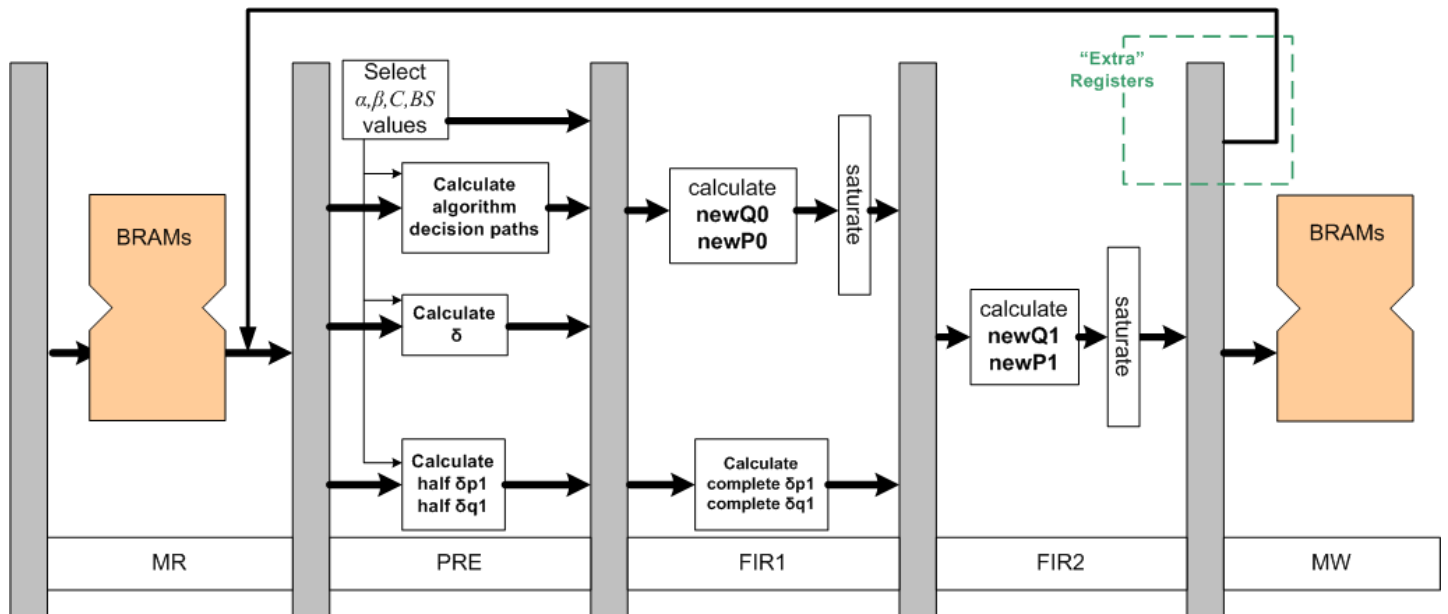 “Extra”
Registers
Select
α,β,C,BS
values
BRAMs
Calculate
algorithm
decision paths
calculate
newQ0
newP0
saturate
BRAMs
Calculate
δ
calculate
newQ1
newP1
saturate
Calculate
half δp1
half δq1
Calculate
complete δp1
complete δq1
MR
PRE
FIR1
FIR2
MW